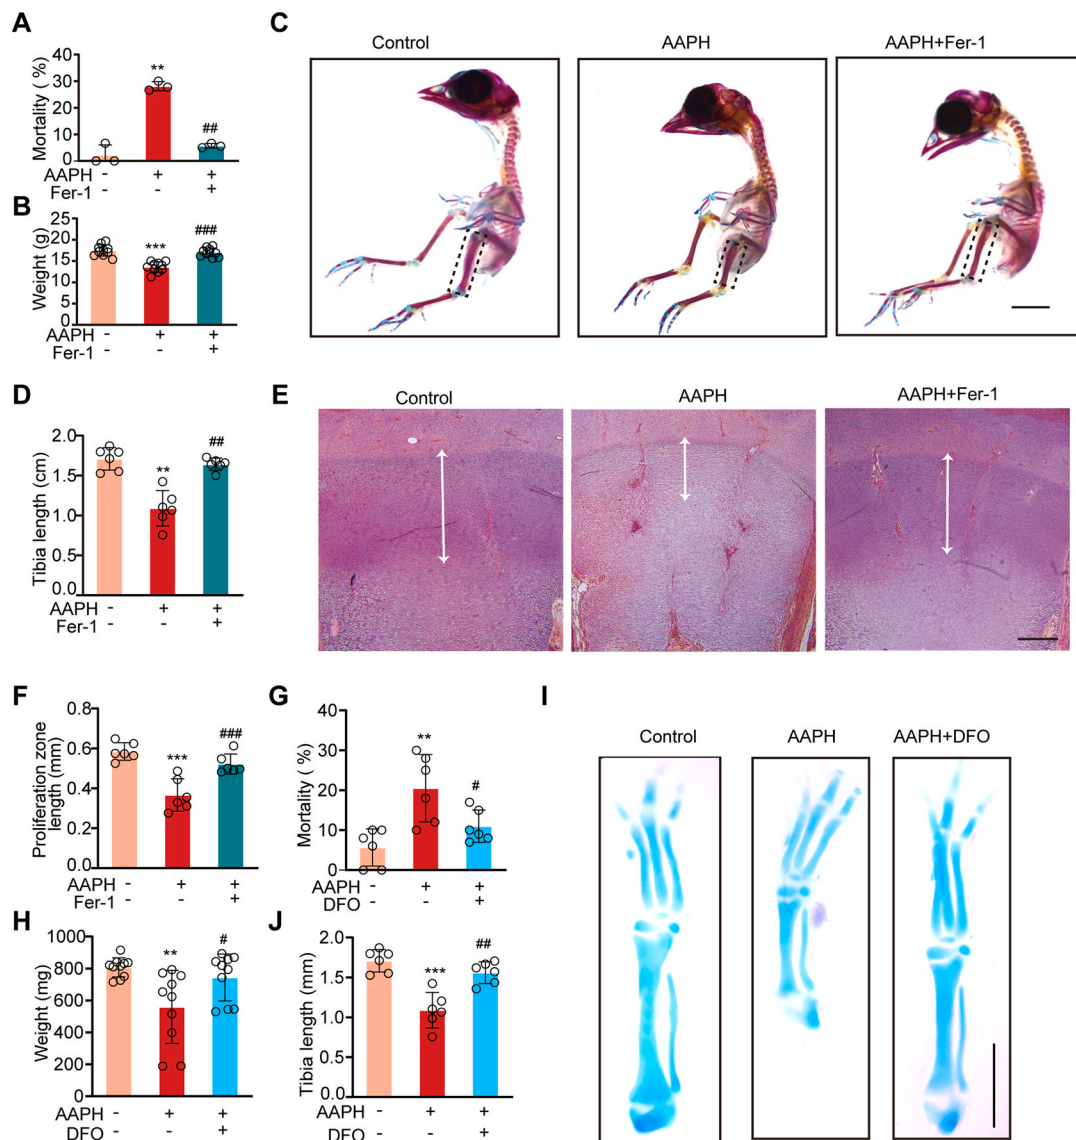 A
Mortality ( %)
40
30
20
10
0
**
##
AAPH - + +
Fer-1 - - +
B
Weight (g)
25
20
15
10
5
0
***
###
AAPH - + +
Fer-1 - - +
C
Control
AAPH
AAPH+Fer-1
D
Tibia length (cm)
2.0
1.5
1.0
0.5
0.0
**
##
AAPH - + +
Fer-1 - - +
E
Control
AAPH
AAPH+Fer-1
F
Proliferation zone
length (mm)
0.6
0.8
0.4
0.2
0
***
###
AAPH - + +
Fer-1 - - +
G
Mortality ( %)
40
30
20
10
0
**
#
AAPH - + +
DFO - - +
H
Weight (mg)
1000
800
600
400
200
0
**
#
AAPH - + +
DFO - - +
J
Tibia length (mm)
2.0
1.5
1.0
0.5
0.0
***
##
AAPH - + +
DFO - - +
I
Control
AAPH
AAPH+DFO